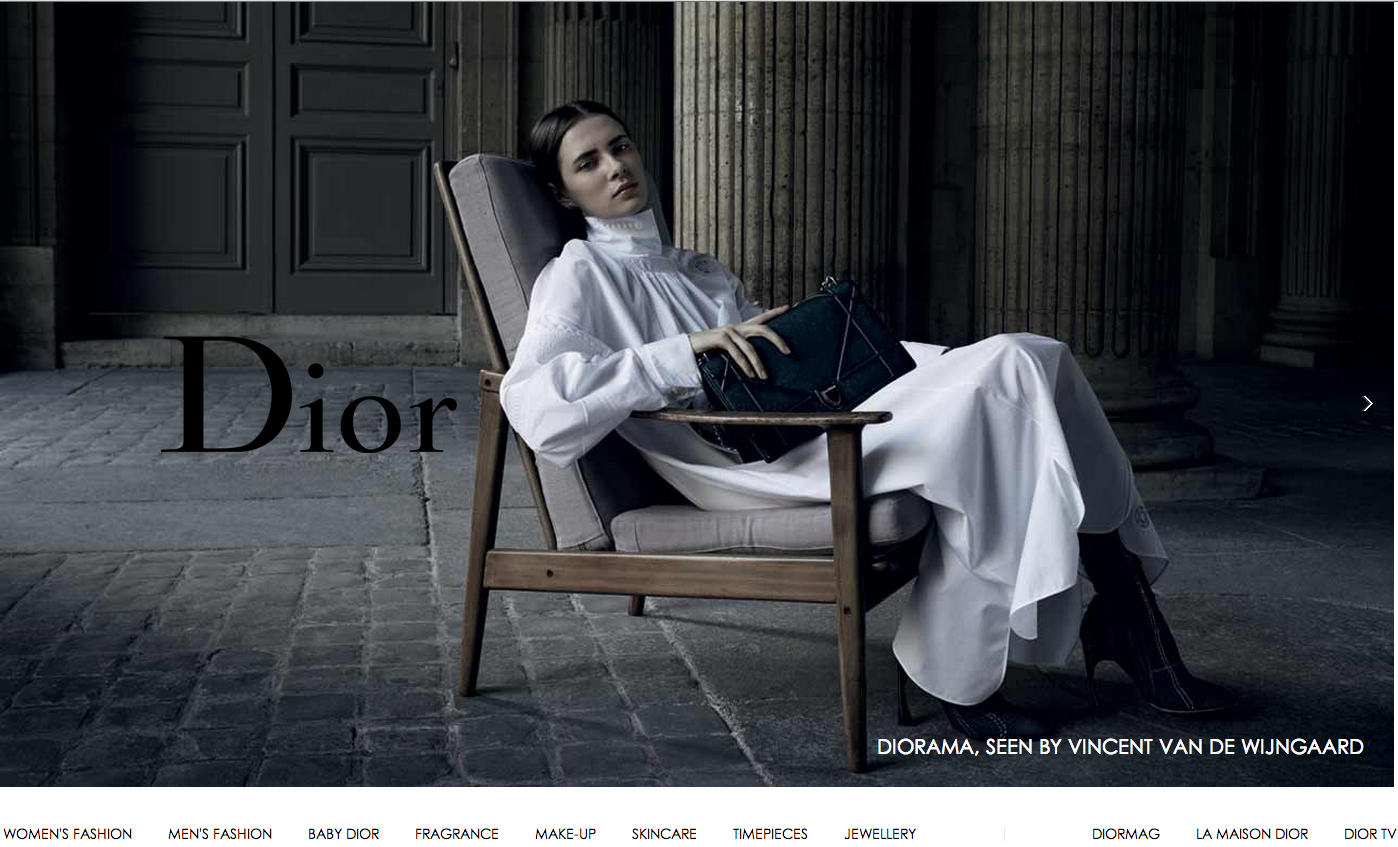 Dior
DIORAMA, SEEN BY VINCENT VAN DE WIJNGAARD
WOMEN'S FASHION MEN'S FASHION BABY DIOR FRAGRANCE MAKE-UP SKINCARE TIMEPIECES JEWELLERY DIORMAG LA MAISON DIOR DIOR TV